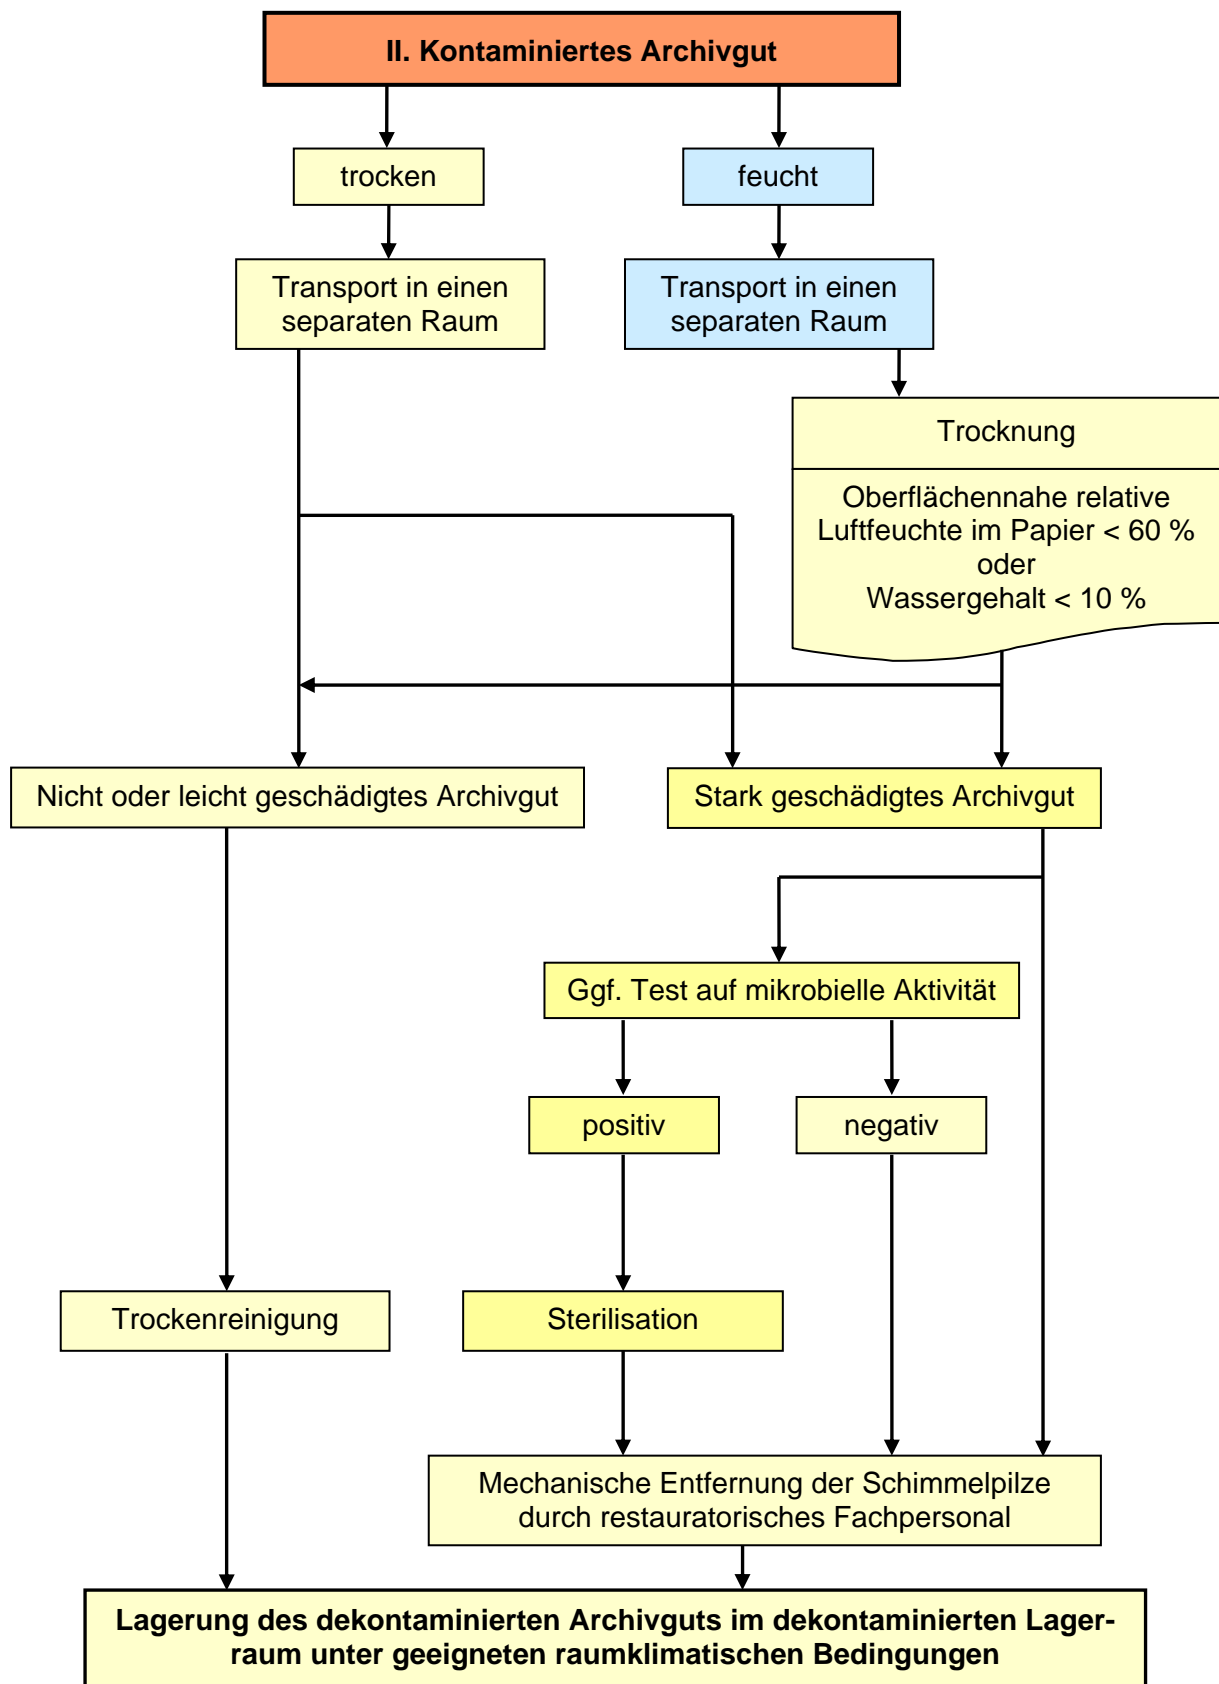 II. Kontaminiertes Archivgut
trocken
feucht
Transport in einen
separaten Raum
Transport in einen
separaten Raum
Trocknung
Oberflächennahe relative
Luftfeuchte im Papier < 60 %
oder
Wassergehalt < 10 %
Nicht oder leicht geschädigtes Archivgut
Stark geschädigtes Archivgut
Ggf. Test auf mikrobielle Aktivität
positiv
negativ
Trockenreinigung
Sterilisation
Mechanische Entfernung der Schimmelpilze
durch restauratorisches Fachpersonal
Lagerung des dekontaminierten Archivguts im dekontaminierten Lager-
raum unter geeigneten raumklimatischen Bedingungen